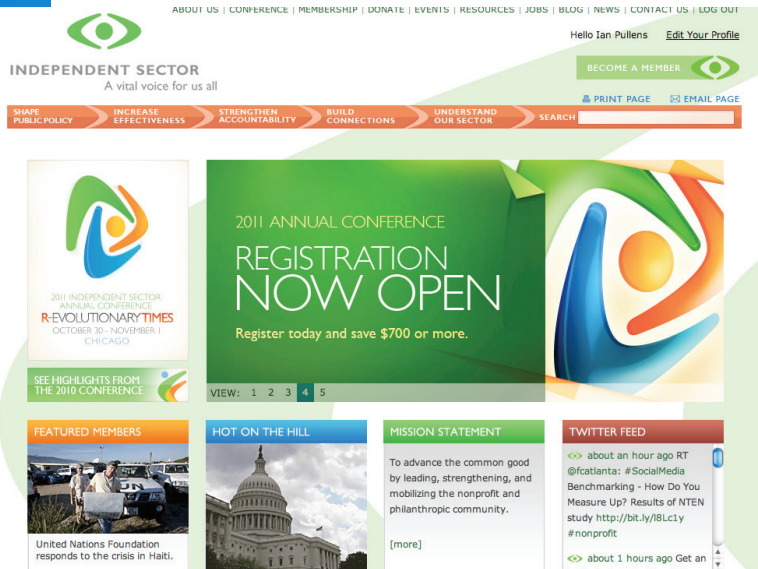 ABOUT US | CONFERENCE | MEMBERSHIP | DONATE | EVENTS | RESOURCES | JOBS | BLOG | NEWS | CONTACT US | LOG OUT
Hello Ian Pullens Edit Your Profile
INDEPENDENT SECTOR
A vital voice for us all
BECOME A MEMBER
PRINT PAGE EMAIL PAGE
SHAPE
PUBLIC POLICY
INCREASE
EFFECTIVENESS
STRENGTHEN
ACCOUNTABILITY
BUILD
CONNECTIONS
UNDERSTAND
OUR SECTOR
SEARCH
2011 INDEPENDENT SECTOR
ANNUAL CONFERENCE
R-EVOLUTIONARY TIMES
OCTOBER 30 - NOVEMBER 1
CHICAGO
SEE HIGHLIGHTS FROM
THE 2010 CONFERENCE
2011 ANNUAL CONFERENCE
REGISTRATION
NOW OPEN
Register today and save $700 or more.
VIEW: 1 2 3 4 5
FEATURED MEMBERS
United Nations Foundation
responds to the crisis in Haiti.
HOT ON THE HILL
MISSION STATEMENT
To advance the common good
by leading, strengthening, and
mobilizing the nonprofit and
philanthropic community.
[more]
TWITTER FEED
about an hour ago RT
@fcatlanta: #SocialMedia
Benchmarking - How Do You
Measure Up? Results of NTEN
study http://bit.ly/l8Lc1y
#nonprofit
about 1 hours ago Get an